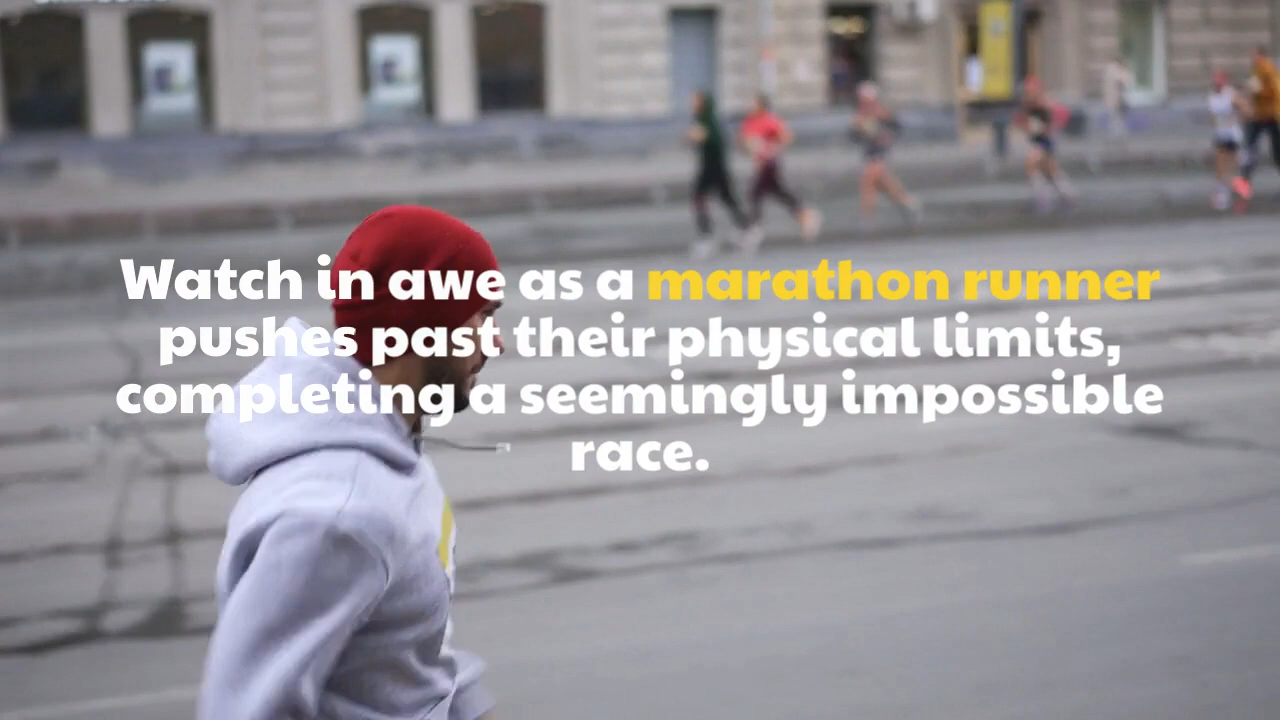 Watch in awe as a marathon runner
pushes past their physical limits,
completing a seemingly impossible
race.